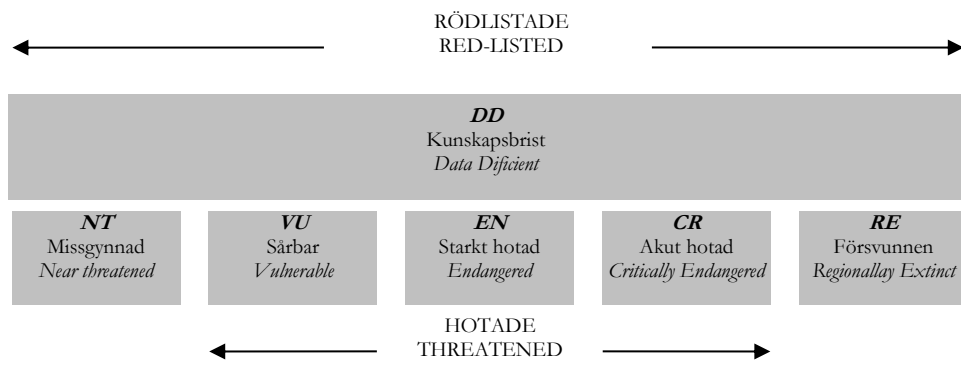 RÖDLISTADE
RED-LISTED
DD
Kunskapsbrist
Data Dificient
NT
Missgynnad
Near threatened
VU
Sårbar
Vulnerable
EN
Starkt hotad
Endangered
CR
Akut hotad
Critically Endangered
RE
Försvunnen
Regionallay Extinct
HOTADE
THREATENED